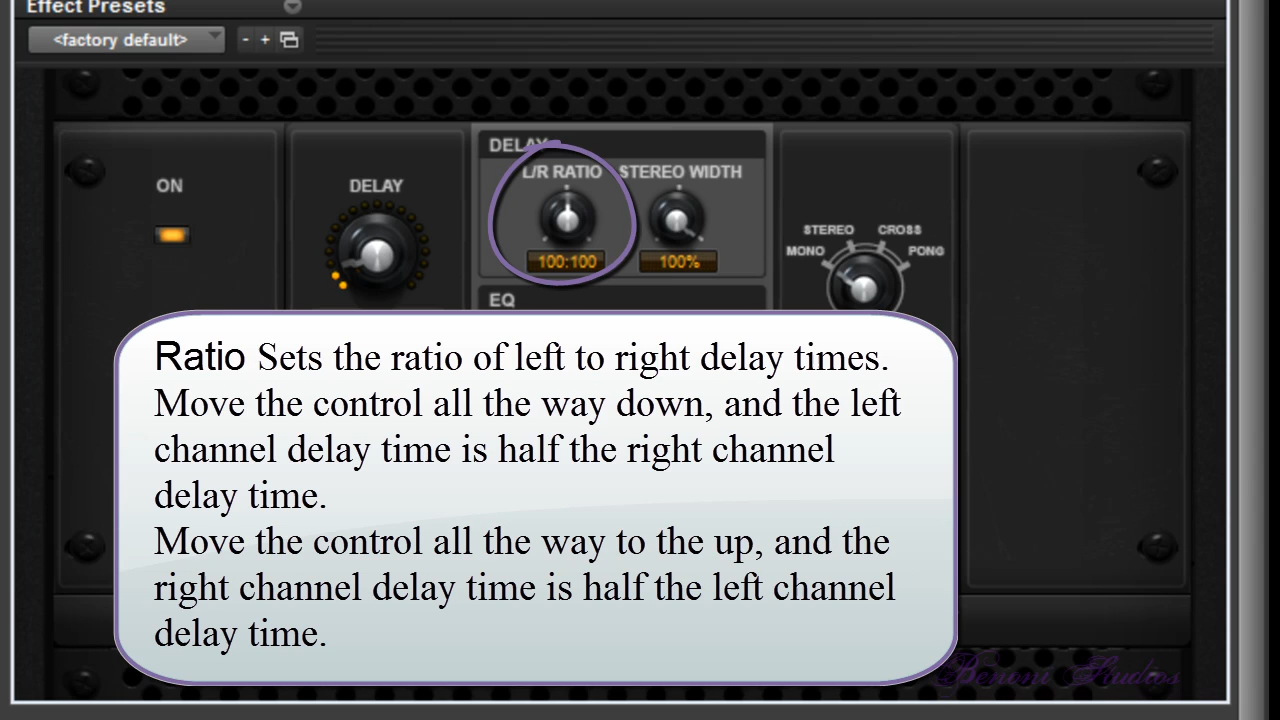 Effect Presets
<factory default>
- +
DELAY
L/R RATIO STEREO WIDTH
ON
DELAY
STEREO CROSS
MONO PONG
100:100 100%
EQ
Ratio Sets the ratio of left to right delay times.
Move the control all the way down, and the left
channel delay time is half the right channel
delay time.
Move the control all the way to the up, and the
right channel delay time is half the left channel
delay time.
Benoni Studios